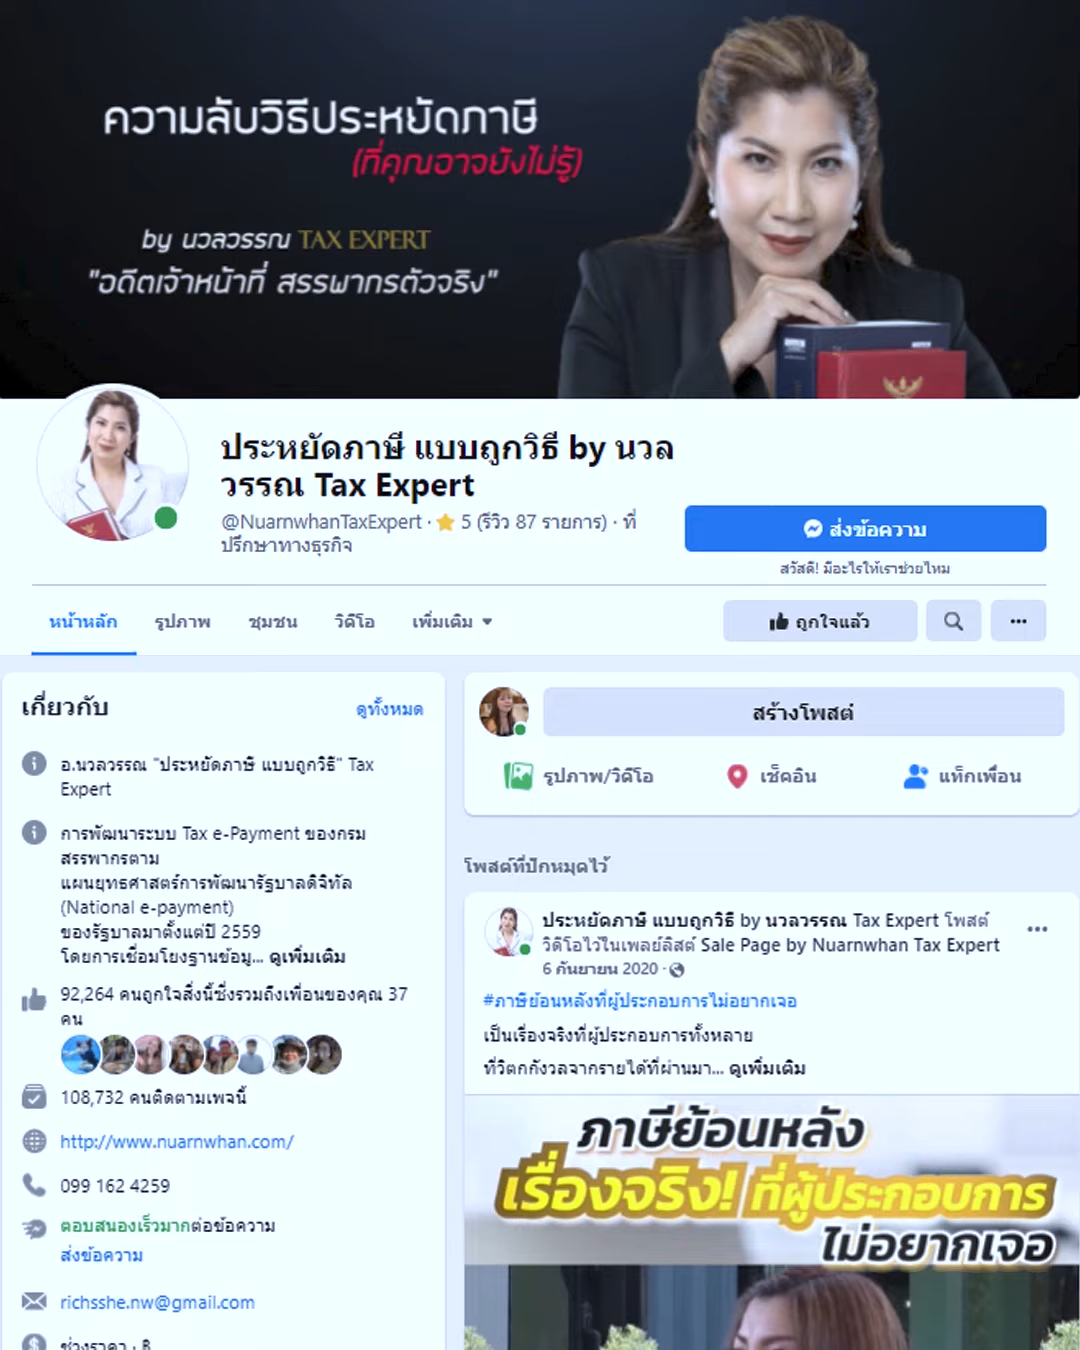 ความลับวิธีประหยัดภาษี
(ที่คุณอาจยังไม่รู้)
by นวลวรรณ TAX EXPERT
"อดีตเจ้าหน้าที่ สรรพากรตัวจริง"
ประหยัดภาษี แบบถูกวิธี by นวล
วรรณ Tax Expert
@NuarnwhanTaxExpert · 5 (รีวิว 87 รายการ) · ที่
ปรึกษาทางธุรกิจ
ส่งข้อความ
สวัสดี! มีอะไรให้เราช่วยไหม
หน้าหลัก รูปภาพ ชุมชน วิดีโอ เพิ่มเติม
ถูกใจแล้ว
เกี่ยวกับ ดูทั้งหมด
อ.นวลวรรณ "ประหยัดภาษี แบบถูกวิธี" Tax
Expert
การพัฒนาระบบ Tax e-Payment ของกรม
สรรพากรตาม
แผนยุทธศาสตร์การพัฒนารัฐบาลดิจิทัล
(National e-payment)
ของรัฐบาลมาตั้งแต่ปี 2559
โดยการเชื่อมโยงฐานข้อมู... ดูเพิ่มเติม
92,264 คนถูกใจสิ่งนี้ซึ่งรวมถึงเพื่อนของคุณ 37
คน
108,732 คนติดตามเพจนี้
http://www.nuarnwhan.com/
099 162 4259
ตอบสนองเร็วมากต่อข้อความ
ส่งข้อความ
richsshe.nw@gmail.com
ช่วงราคา · ฿
สร้างโพสต์
รูปภาพ/วิดีโอ เช็คอิน แท็กเพื่อน
โพสต์ที่ปักหมุดไว้
ประหยัดภาษี แบบถูกวิธี by นวลวรรณ Tax Expert โพสต์
วิดีโอไว้ในเพลย์ลิสต์ Sale Page by Nuarnwhan Tax Expert
6 กันยายน 2020 ·
#ภาษีย้อนหลังที่ผู้ประกอบการไม่อยากเจอ
เป็นเรื่องจริงที่ผู้ประกอบการทั้งหลาย
ที่วิตกกังวลจากรายได้ที่ผ่านมา... ดูเพิ่มเติม
ภาษีย้อนหลัง
เรื่องจริง! ที่ผู้ประกอบการ
ไม่อยากเจอ